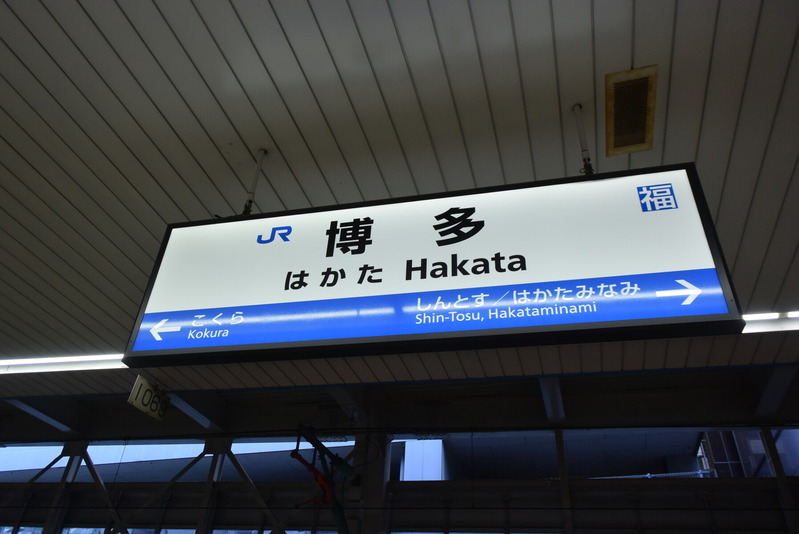 JR 博多 福
はかた Hakata
こくら
Kokura
しんとす／はかたみなみ
Shin-Tosu, Hakataminami